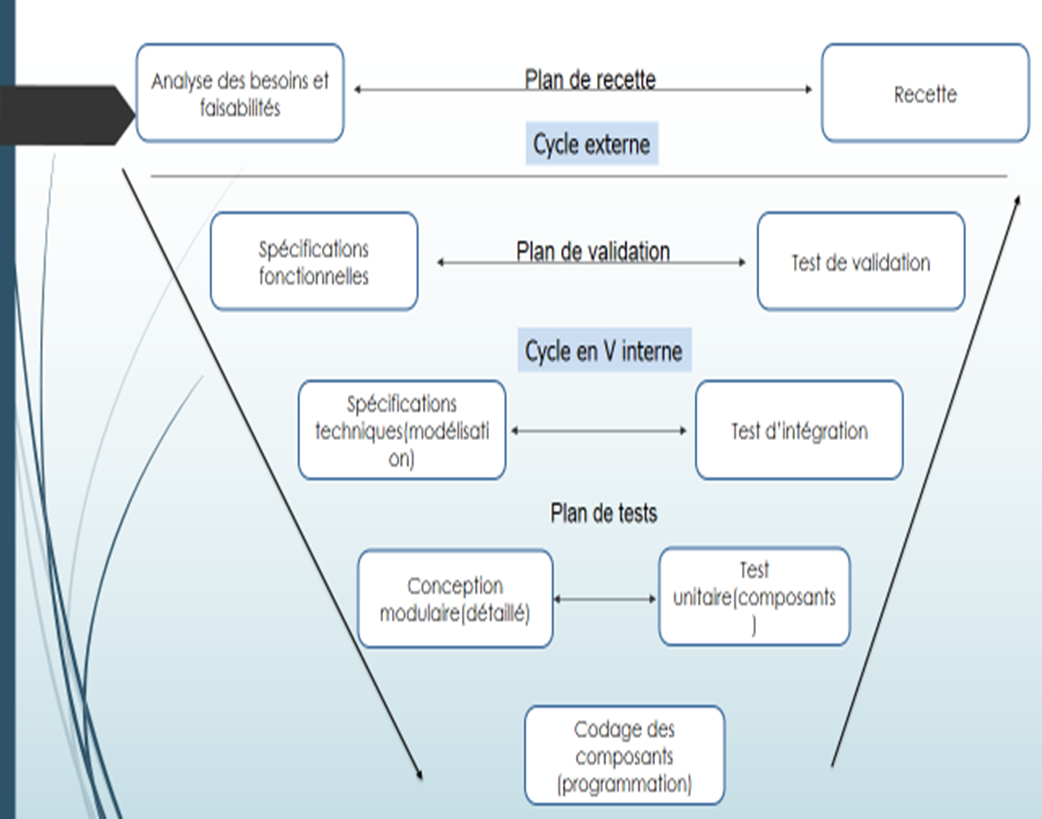 Analyse des besoins et
faisabilités
Plan de recette
Recette
Cycle externe
Spécifications
fonctionnelles
Plan de validation
Test de validation
Cycle en V interne
Spécifications
techniques(modélisati
on)
Test d'intégration
Plan de tests
Conception
modulaire(détaillé)
Test
unitaire(composants
)
Codage des
composants
(programmation)